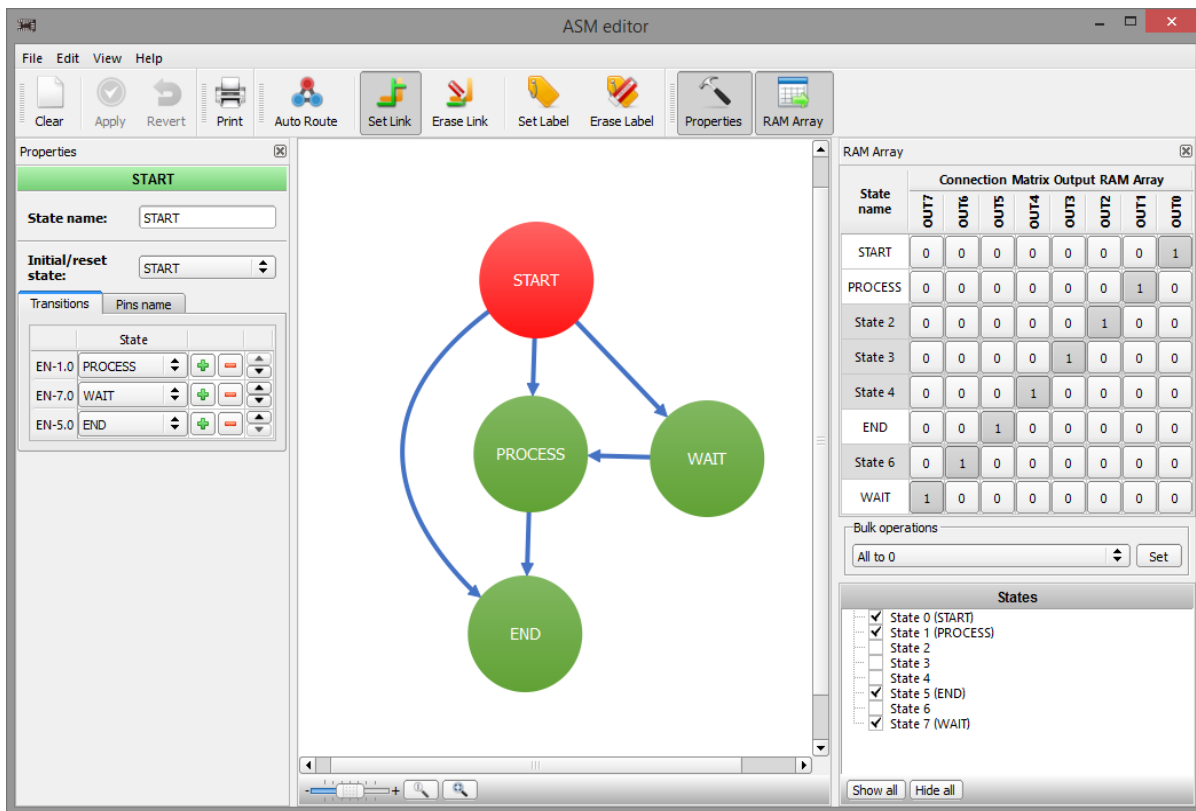 ASM editor
File Edit View Help
Clear Apply Revert Print Auto Route Set Link Erase Link Set Label Erase Label Properties RAM Array
Properties
START
State name: START
Initial/reset state: START
Transitions Pins name
State
EN-1.0 PROCESS
EN-7.0 WAIT
EN-5.0 END
START
PROCESS
WAIT
END
- +
RAM Array
State name
Connection Matrix Output RAM Array
OUT7 OUT6 OUT5 OUT4 OUT3 OUT2 OUT1 OUT0
START 0 0 0 0 0 0 0 1
PROCESS 0 0 0 0 0 0 1 0
State 2 0 0 0 0 0 1 0 0
State 3 0 0 0 0 1 0 0 0
State 4 0 0 0 1 0 0 0 0
END 0 0 1 0 0 0 0 0
State 6 0 1 0 0 0 0 0 0
WAIT 1 0 0 0 0 0 0 0
Bulk operations
All to 0 Set
States
State 0 (START)
State 1 (PROCESS)
State 2
State 3
State 4
State 5 (END)
State 6
State 7 (WAIT)
Show all Hide all